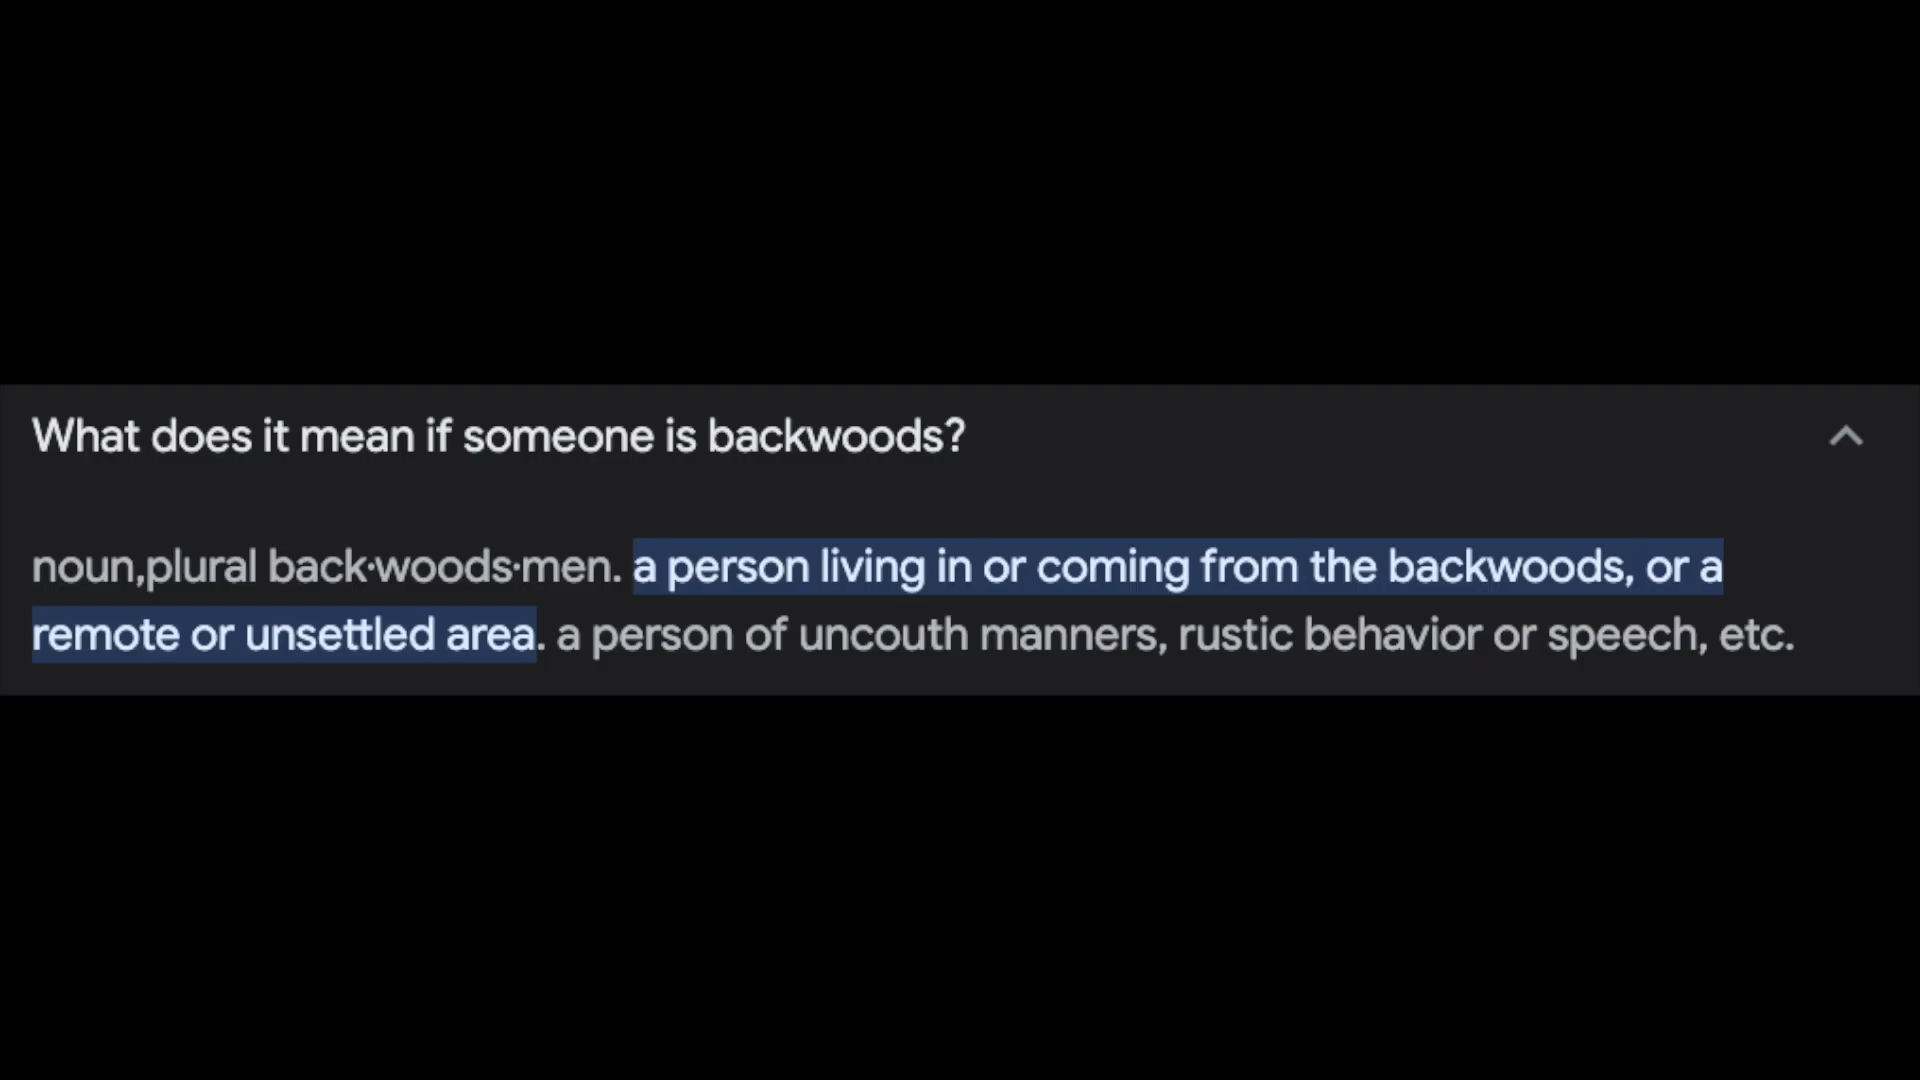 What does it mean if someone is backwoods?
noun,plural back·woods·men. a person living in or coming from the backwoods, or a
remote or unsettled area. a person of uncouth manners, rustic behavior or speech, etc.